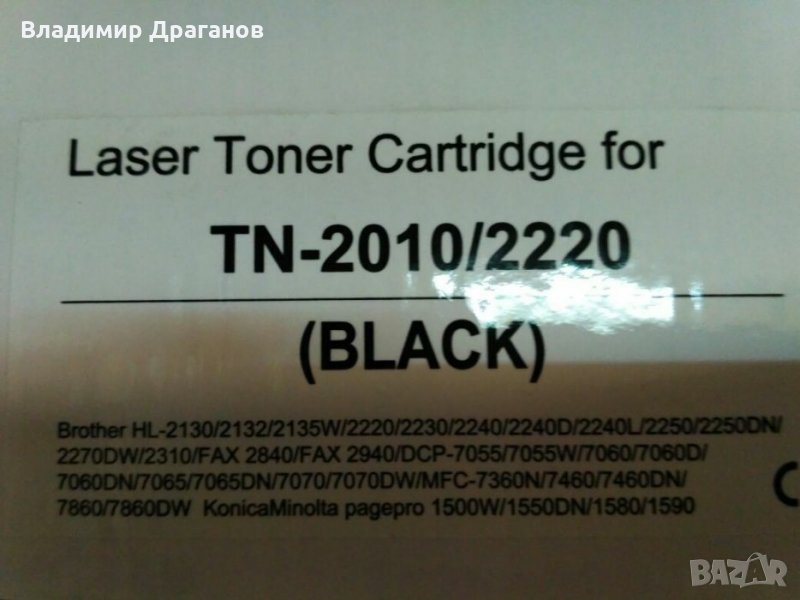 Владимир Драганов
Laser Toner Cartridge for
TN-2010/2220
(BLACK)
Brother HL-2130/2132/2135W/2220/2230/2240/2240D/2240L/2250/2250DN/
2270DW/2310/FAX 2840/FAX 2940/DCP-7055/7055W/7060/7060D/
7060DN/7065/7065DN/7070/7070DW/MFC-7360N/7460/7460DN/
7860/7860DW KonicaMinolta pagepro 1500W/1550DN/1580/1590
BAZAR